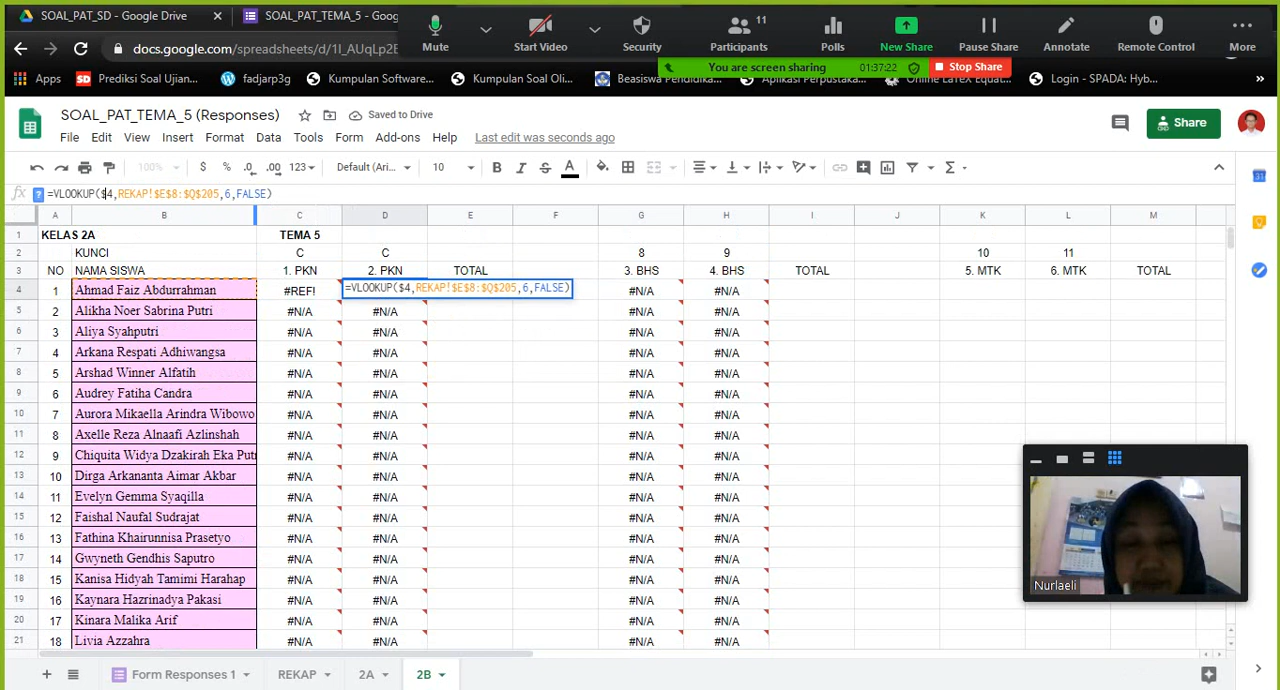 SOAL_PAT_SD - Google Drive
SOAL_PAT_TEMA_5 - Goog
docs.google.com/spreadsheets/d/1I_AUqLp2E
Mute
Start Video
Security
Participants 11
Polls
New Share
Pause Share
Annotate
Remote Control
More
You are screen sharing 01:37:22 Stop Share
Apps
Prediksi Soal Ujian...
fadjarp3g
Kumpulan Software...
Kumpulan Soal Oli...
Beasiswa Pendidika...
Aplikasi Perpustaka...
Online LaTeX Equat...
Login - SPADA: Hyb...
SOAL_PAT_TEMA_5 (Responses)
Saved to Drive
File Edit View Insert Format Data Tools Form Add-ons Help Last edit was seconds ago
Share
100% $ % .0 .00 123 Default (Ari... 10 B I S A
fx ? =VLOOKUP($4,REKAP!$E$8:$Q$205,6,FALSE)
A B C D E F G H I J K L M
1 KELAS 2A TEMA 5
2 KUNCI C C 8 9 10 11
3 NO NAMA SISWA 1. PKN 2. PKN TOTAL 3. BHS 4. BHS TOTAL 5. MTK 6. MTK TOTAL
4 1 Ahmad Faiz Abdurrahman #REF! =VLOOKUP($4,REKAP!$E$8:$Q$205,6,FALSE) #N/A #N/A
5 2 Alikha Noer Sabrina Putri #N/A #N/A #N/A #N/A
6 3 Aliya Syahputri #N/A #N/A #N/A #N/A
7 4 Arkana Respati Adhiwangsa #N/A #N/A #N/A #N/A
8 5 Arshad Winner Alfatih #N/A #N/A #N/A #N/A
9 6 Audrey Fatiha Candra #N/A #N/A #N/A #N/A
10 7 Aurora Mikaella Arindra Wibowo #N/A #N/A #N/A #N/A
11 8 Axelle Reza Alnaafi Azlinshah #N/A #N/A #N/A #N/A
12 9 Chiquita Widya Dzakirah Eka Put #N/A #N/A #N/A #N/A
13 10 Dirga Arkananta Aimar Akbar #N/A #N/A #N/A #N/A
14 11 Evelyn Gemma Syaqilla #N/A #N/A #N/A #N/A
15 12 Faishal Naufal Sudrajat #N/A #N/A #N/A #N/A
16 13 Fathina Khairunnisa Prasetyo #N/A #N/A #N/A #N/A
17 14 Gwyneth Gendhis Saputro #N/A #N/A #N/A #N/A
18 15 Kanisa Hidyah Tamimi Harahap #N/A #N/A #N/A #N/A
19 16 Kaynara Hazrinadya Pakasi #N/A #N/A #N/A #N/A
20 17 Kinara Malika Arif #N/A #N/A #N/A #N/A
21 18 Livia Azzahra #N/A #N/A #N/A #N/A
Nurlaeli
Form Responses 1
REKAP
2A
2B